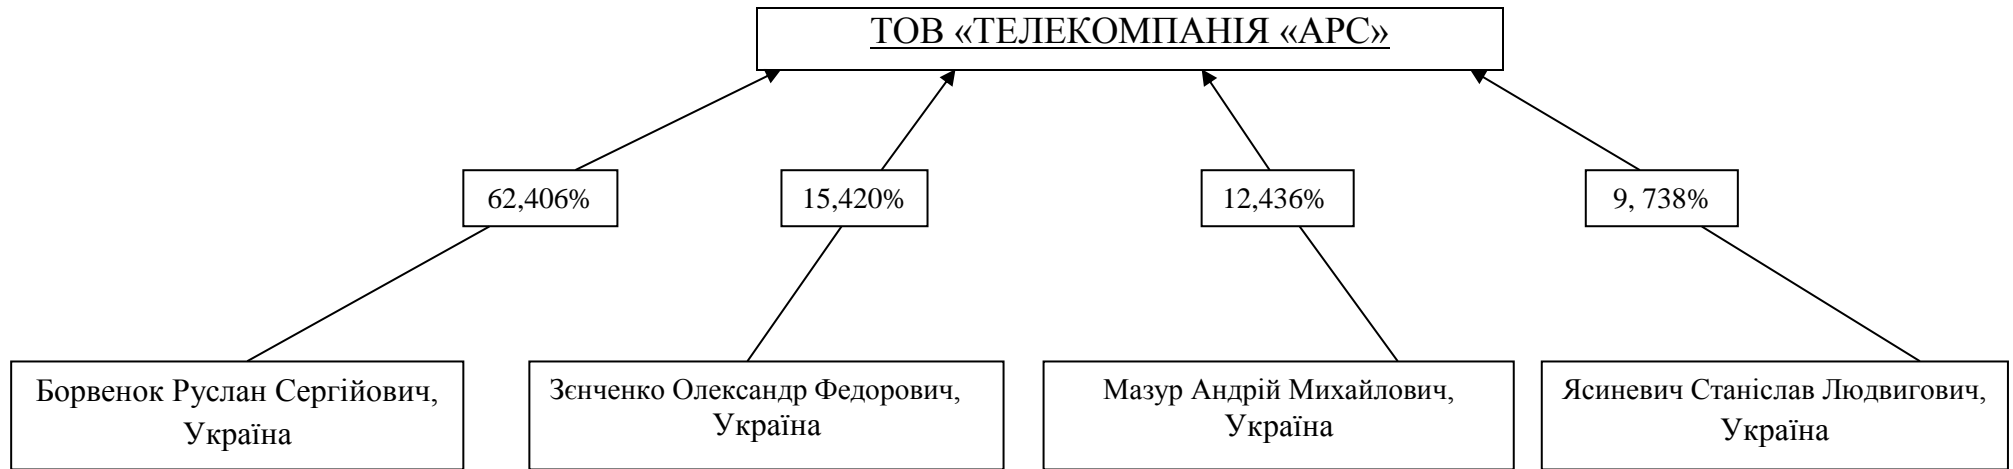 ТОВ «ТЕЛЕКОМПАНІЯ «АРС»
62,406%
15,420%
12,436%
9, 738%
Борвенок Руслан Сергійович,
Україна
Зєнченко Олександр Федорович,
Україна
Мазур Андрій Михайлович,
Україна
Ясиневич Станіслав Людвигович,
Україна